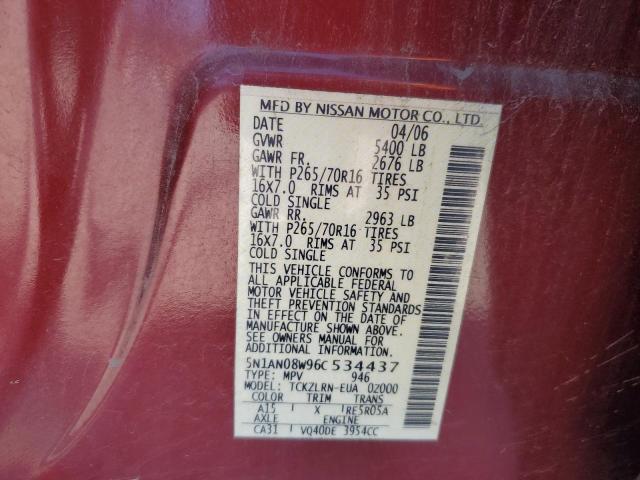 MFD BY NISSAN MOTOR CO., LTD.
DATE 04/06
GVWR 5400 LB
GAWR FR. 2676 LB
WITH P265/70R16 TIRES
16X7.0 RIMS AT 35 PSI
COLD SINGLE
GAWR RR. 2963 LB
WITH P265/70R16 TIRES
16X7.0 RIMS AT 35 PSI
COLD SINGLE
THIS VEHICLE CONFORMS TO
ALL APPLICABLE FEDERAL
MOTOR VEHICLE SAFETY AND
THEFT PREVENTION STANDARDS
IN EFFECT ON THE DATE OF
MANUFACTURE SHOWN ABOVE.
SEE OWNERS MANUAL FOR
ADDITIONAL INFORMATION.
5N1AN08W96C534437
TYPE: MPV 946
MODEL: TCKZLRN-EUA 02000
COLOR TRIM TRANS
A15 X RE5R05A
AXLE ENGINE
CA31 VQ40DE 3954CC